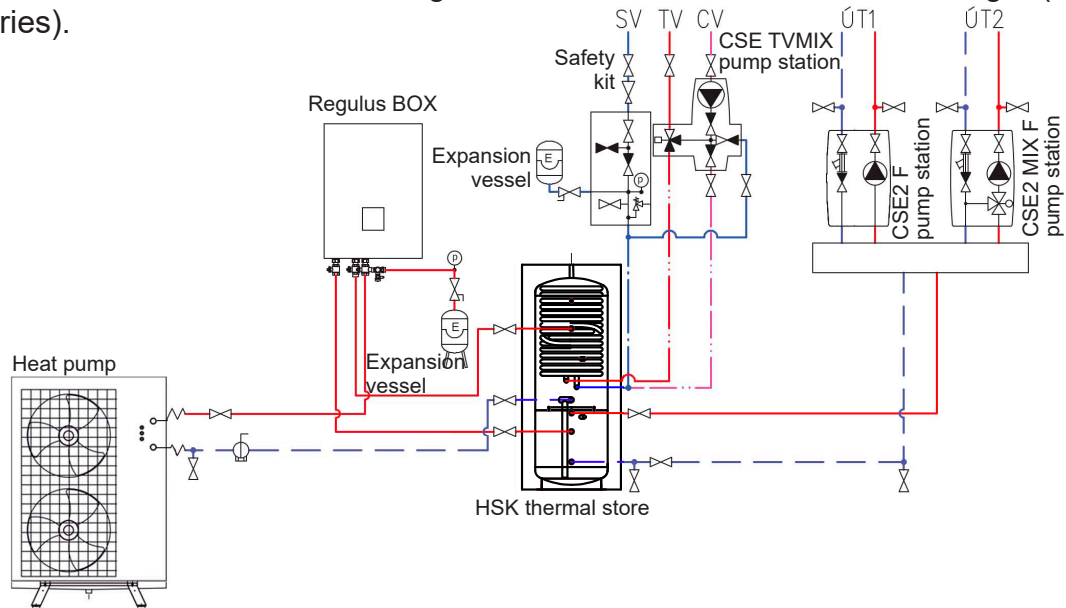 ries).
SV TV CV ÚT1 ÚT2
CSE TVMIX
pump station
Safety
kit
Regulus BOX
Expansion
vessel
E
p
CSE2 F
pump station
CSE2 MIX F
pump station
p
E
Expansion
vessel
Heat pump
HSK thermal store